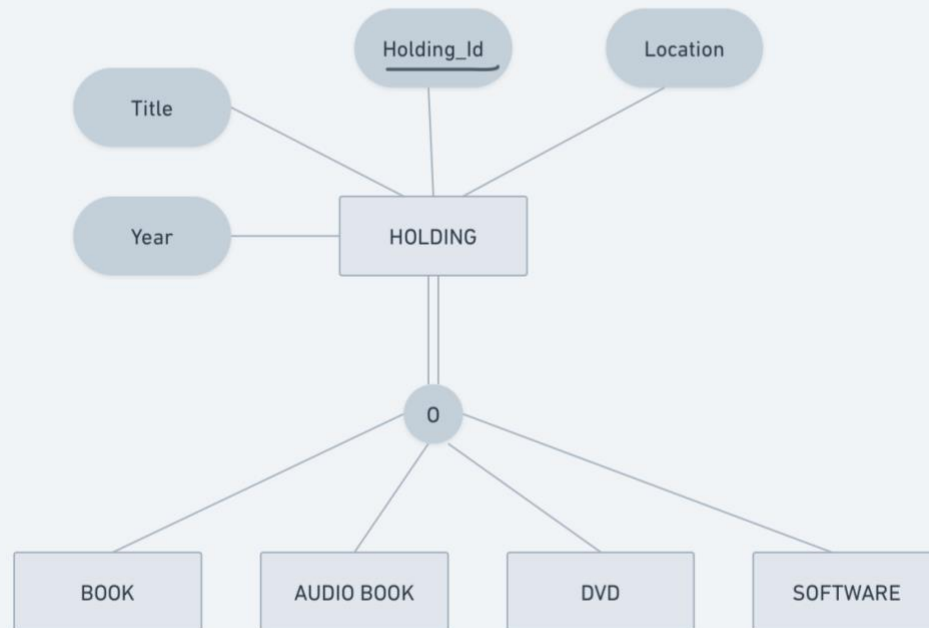 Holding_Id
Location
Title
Year
HOLDING
O
BOOK
AUDIO BOOK
DVD
SOFTWARE